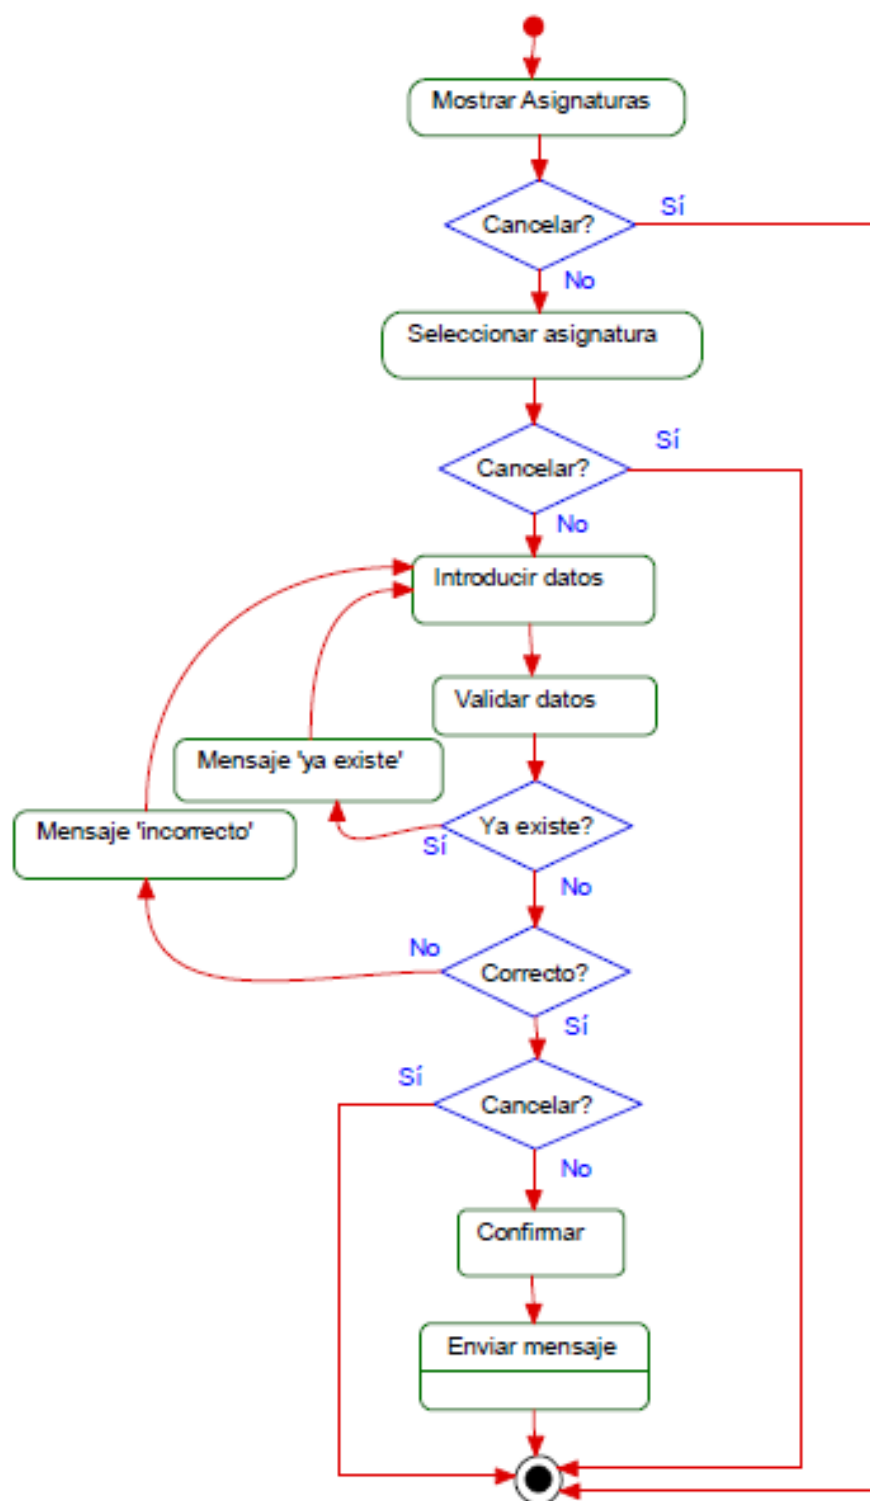 Mostrar Asignaturas
Cancelar?
Sí
No
Seleccionar asignatura
Cancelar?
Sí
No
Introducir datos
Validar datos
Mensaje 'ya existe'
Mensaje 'incorrecto'
Ya existe?
Sí
No
No
Correcto?
Sí
Sí
Cancelar?
No
Confirmar
Enviar mensaje